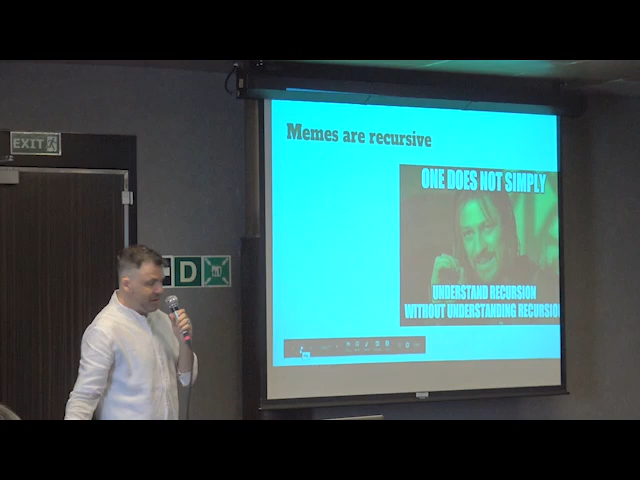 EXIT
D
Memes are recursive
ONE DOES NOT SIMPLY
UNDERSTAND RECURSION
WITHOUT UNDERSTANDING RECURSION